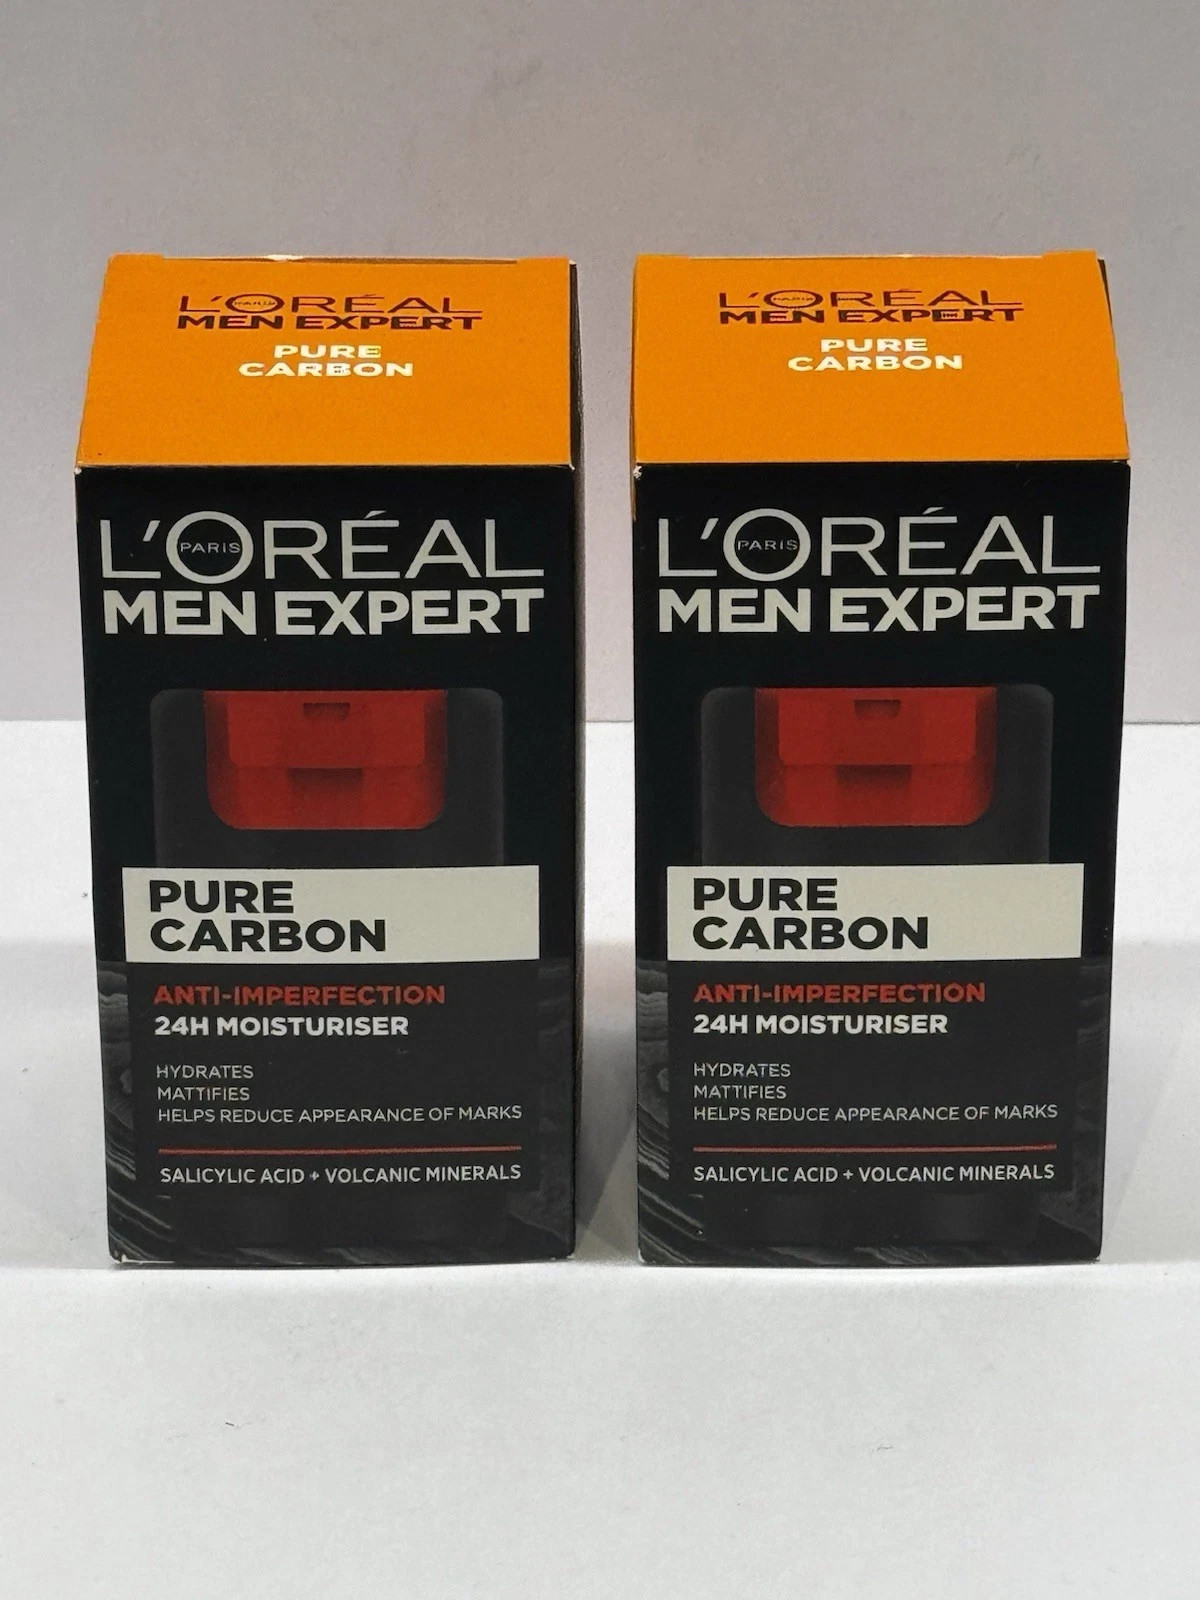 L'ORÉAL
PARIS
MEN EXPERT
PURE
CARBON
L'ORÉAL
PARIS
MEN EXPERT
PURE
CARBON
ANTI-IMPERFECTION
24H MOISTURISER
HYDRATES
MATTIFIES
HELPS REDUCE APPEARANCE OF MARKS
SALICYLIC ACID + VOLCANIC MINERALS
L'ORÉAL
PARIS
MEN EXPERT
PURE
CARBON
L'ORÉAL
PARIS
MEN EXPERT
PURE
CARBON
ANTI-IMPERFECTION
24H MOISTURISER
HYDRATES
MATTIFIES
HELPS REDUCE APPEARANCE OF MARKS
SALICYLIC ACID + VOLCANIC MINERALS